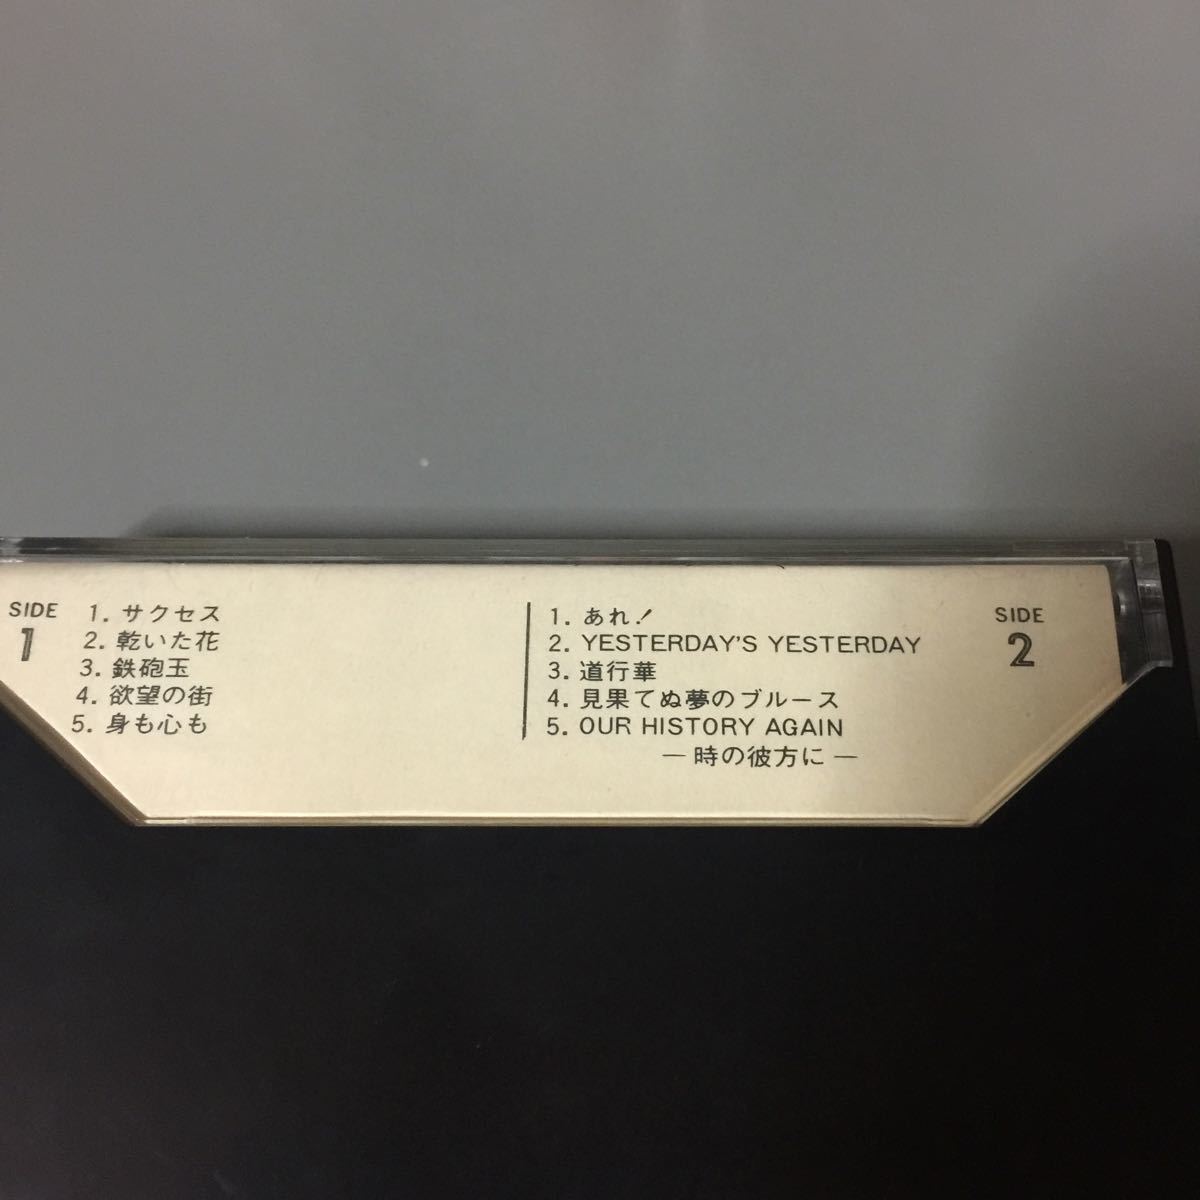 SIDE
1
1. サクセス
2. 乾いた花
3. 鉄砲玉
4. 欲望の街
5. 身も心も
1. あれ!
2. YESTERDAY'S YESTERDAY
3. 道行華
4. 見果てぬ夢のブルース
5. OUR HISTORY AGAIN
— 時の彼方に —
SIDE
2